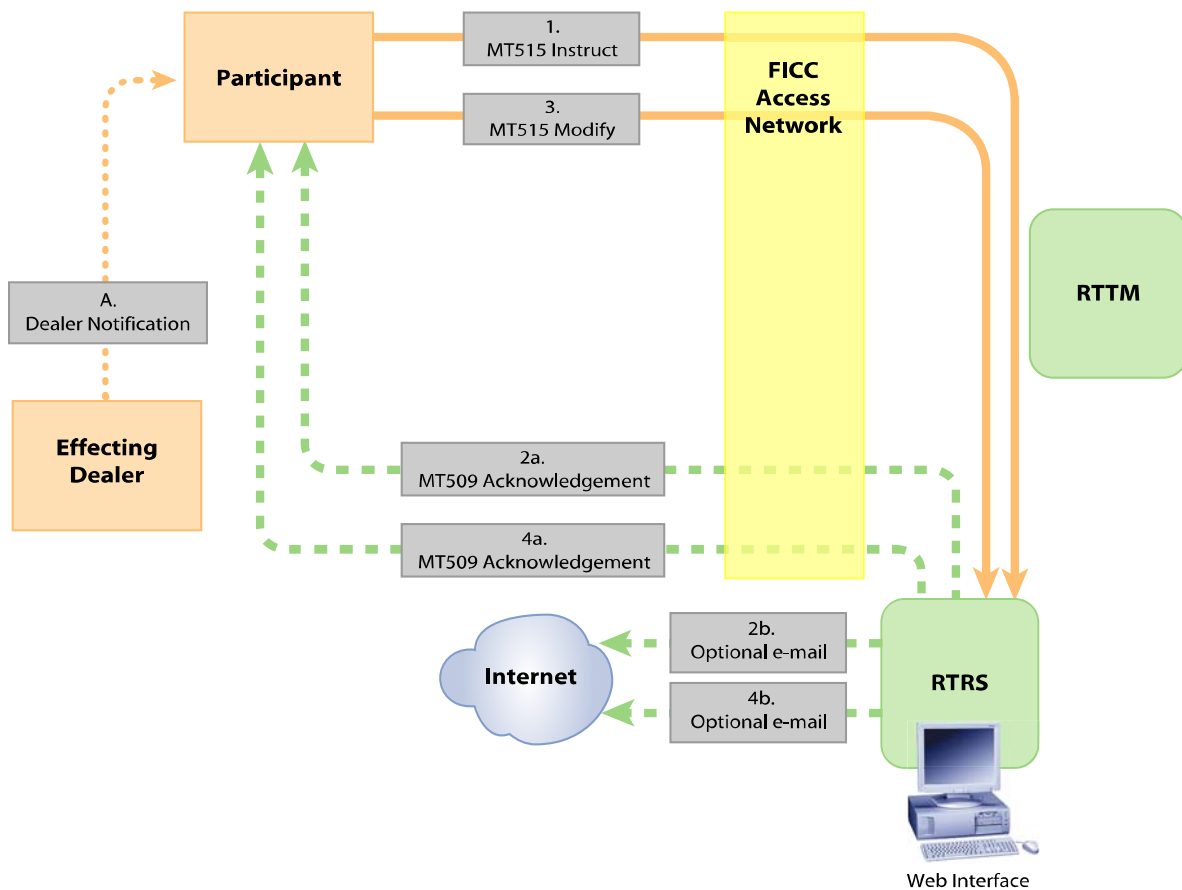 1.
MT515 Instruct
Participant
FICC
Access
Network
3.
MT515 Modify
RTTM
A.
Dealer Notification
Effecting
Dealer
2a.
MT509 Acknowledgement
4a.
MT509 Acknowledgement
2b.
Optional e-mail
Internet
4b.
Optional e-mail
RTRS
Web Interface